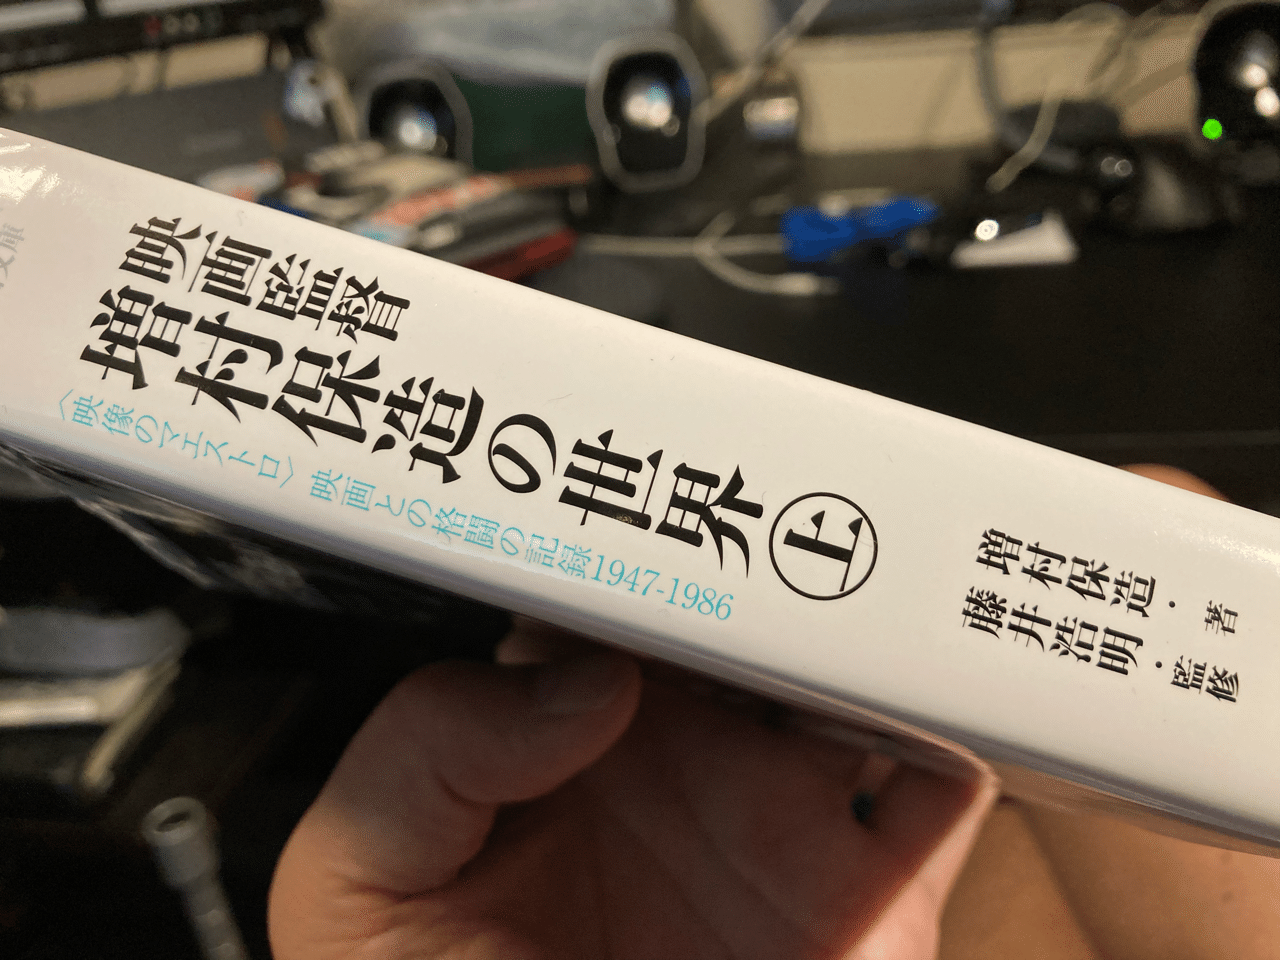 映画監督
増村保造の世界 上
〈映像のマエストロ〉 映画との格闘の記録1947-1986
増村保造・著
藤井浩明・監修